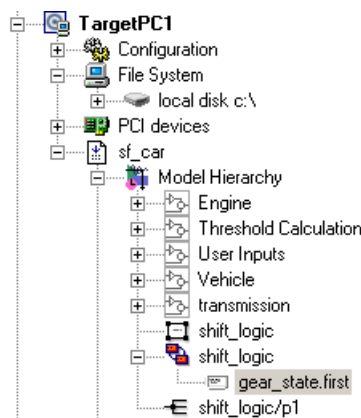 TargetPC1
Configuration
File System
local disk c:\
PCI devices
sf_car
Model Hierarchy
Engine
Threshold Calculation
User Inputs
Vehicle
transmission
shift_logic
shift_logic
gear_state.first
shift_logic/p1